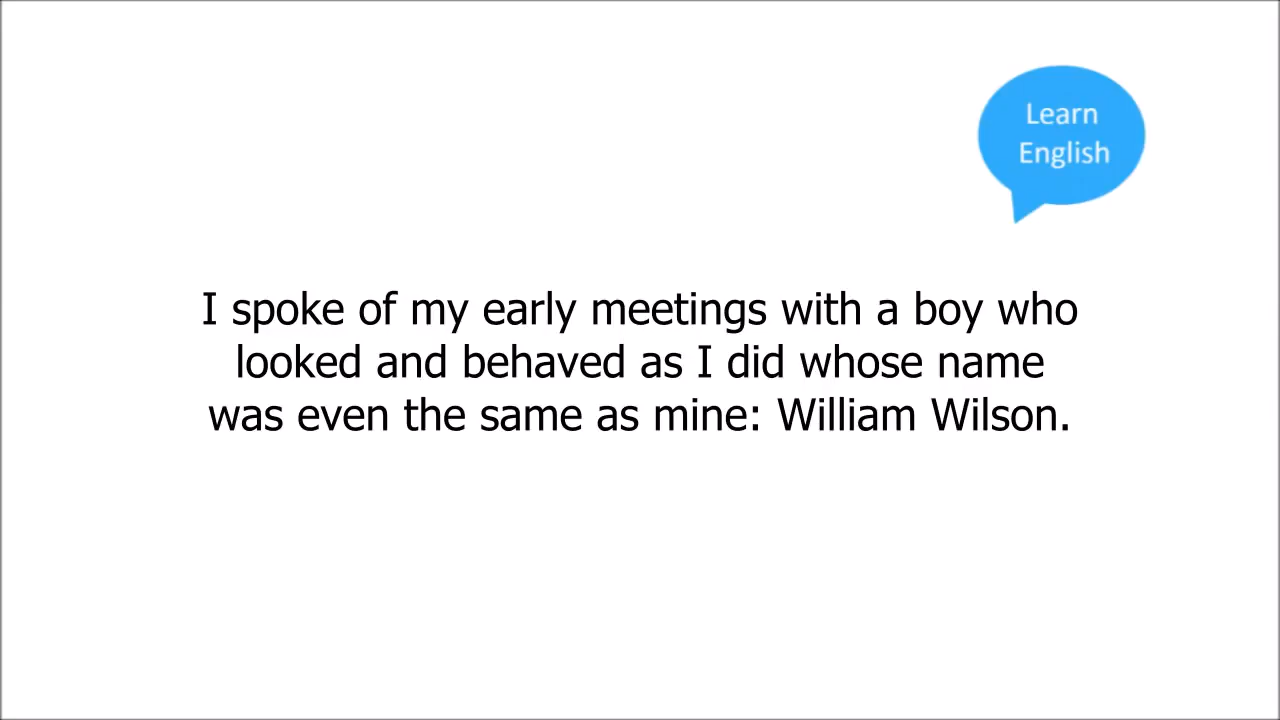 Learn
English
I spoke of my early meetings with a boy who
looked and behaved as I did whose name
was even the same as mine: William Wilson.